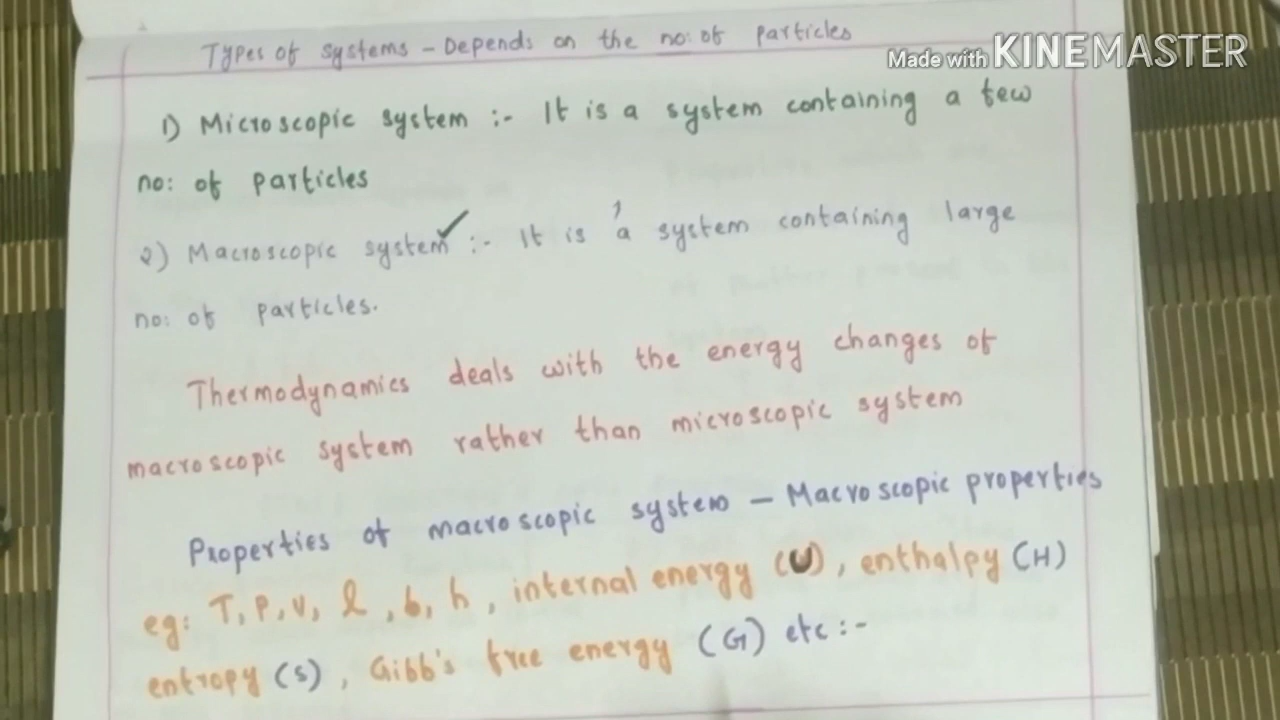 Types of systems - Depends on the no: of particles
Made with KINEMASTER
1) Microscopic system :- It is a system containing a few
no: of particles
2) Macroscopic system :- It is a system containing large
no: of particles.
Thermodynamics deals with the energy changes of
macroscopic system rather than microscopic system
Properties of macroscopic system - Macroscopic properties
eg: T, P, V, l, b, h, internal energy (U), enthalpy (H)
entropy (S), Gibb's free energy (G) etc :-